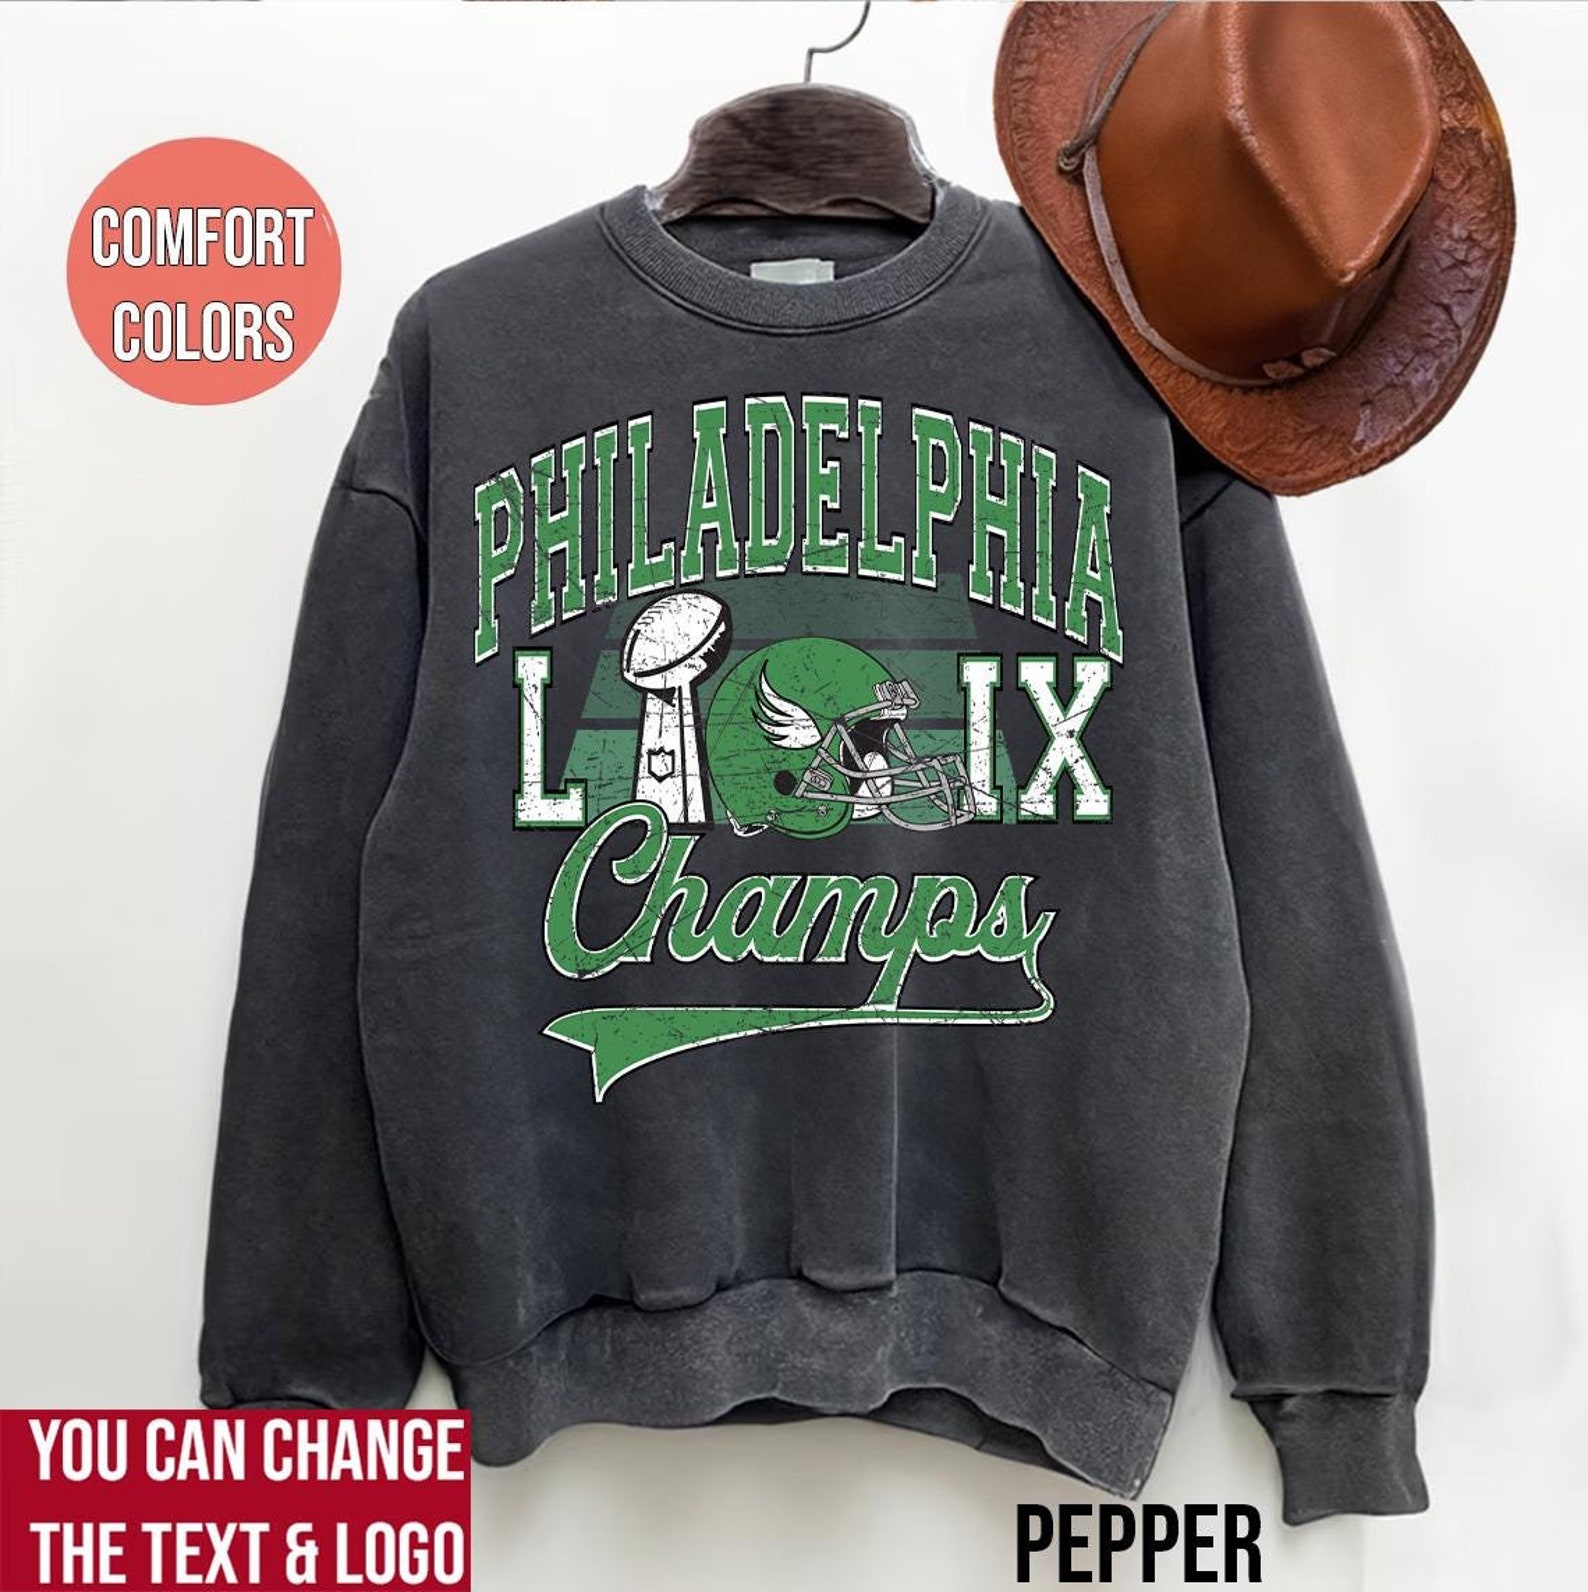 COMFORT
COLORS
PHILADELPHIA
L IX
Champs
YOU CAN CHANGE
THE TEXT & LOGO
PEPPER